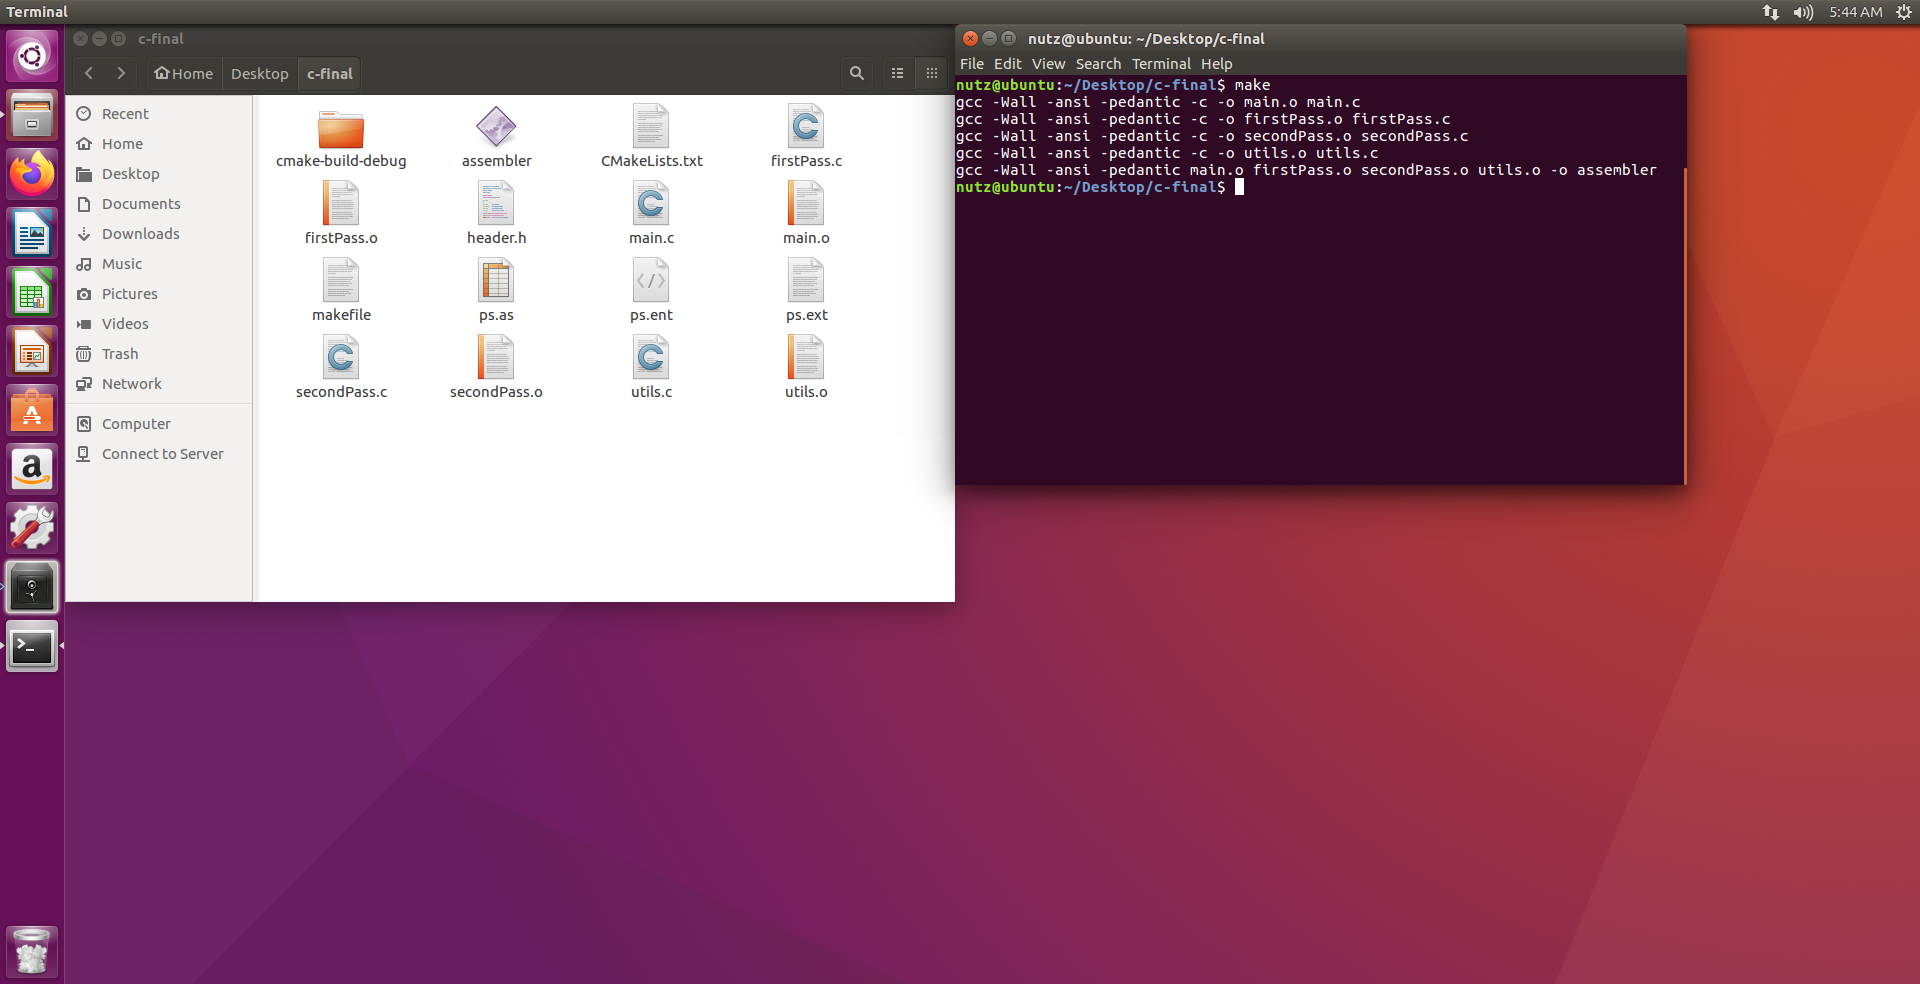 Terminal
5:44 AM
c-final
Home
Desktop
c-final
Recent
Home
Desktop
Documents
Downloads
Music
Pictures
Videos
Trash
Network
Computer
Connect to Server
cmake-build-debug
assembler
CMakeLists.txt
firstPass.c
firstPass.o
header.h
main.c
main.o
makefile
ps.as
ps.ent
ps.ext
secondPass.c
secondPass.o
utils.c
utils.o
nutz@ubuntu: ~/Desktop/c-final
File Edit View Search Terminal Help
nutz@ubuntu:~/Desktop/c-final$ make
gcc -Wall -ansi -pedantic -c -o main.o main.c
gcc -Wall -ansi -pedantic -c -o firstPass.o firstPass.c
gcc -Wall -ansi -pedantic -c -o secondPass.o secondPass.c
gcc -Wall -ansi -pedantic -c -o utils.o utils.c
gcc -Wall -ansi -pedantic main.o firstPass.o secondPass.o utils.o -o assembler
nutz@ubuntu:~/Desktop/c-final$